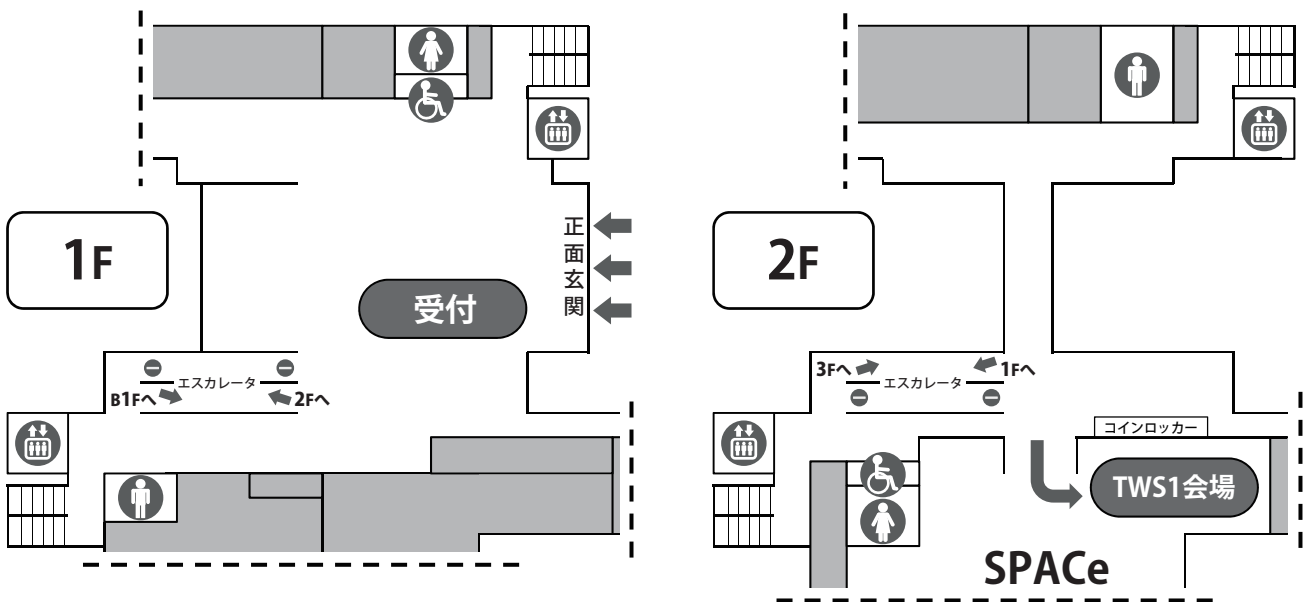 1F
正面玄関
受付
エスカレータ
B1Fへ
2Fへ
2F
3Fへ
エスカレータ
1Fへ
コインロッカー
TWS1会場
SPACe